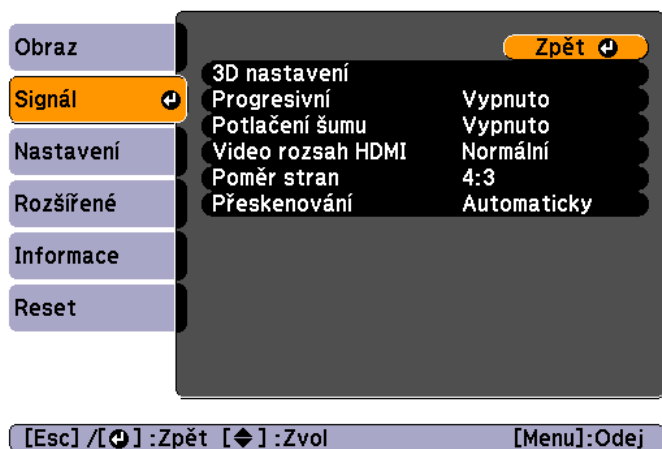 Obraz
Signál
Nastavení
Rozšířené
Informace
Reset
Zpět
3D nastavení
Progresivní Vypnuto
Potlačení šumu Vypnuto
Video rozsah HDMI Normální
Poměr stran 4:3
Přeskenování Automaticky
[Esc] /[ ] :Zpět [ ] :Zvol [Menu]:Odej